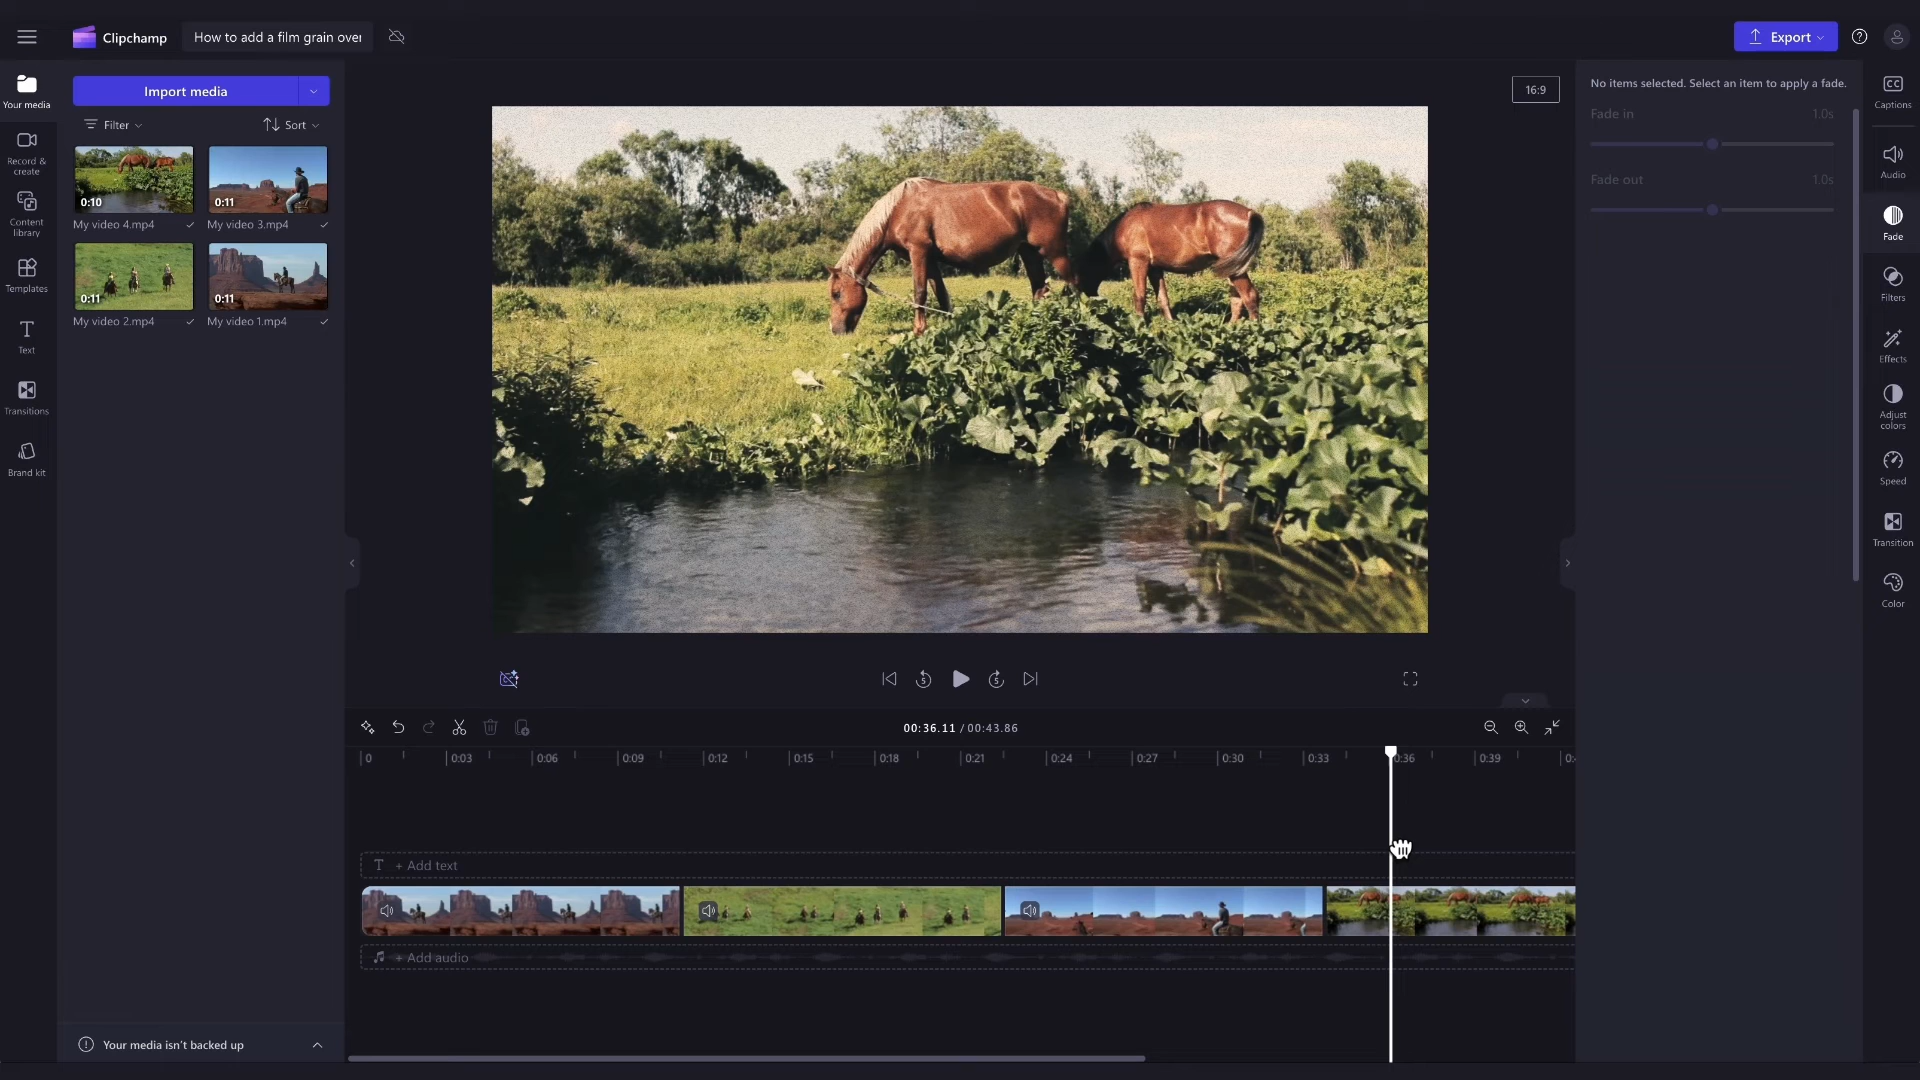 Clipchamp
How to add a film grain over
Export
Your media
Record & create
Content library
Templates
Text
Transitions
Brand kit
Import media
Filter
Sort
0:10
0:11
My video 4.mp4
My video 3.mp4
0:11
0:11
My video 2.mp4
My video 1.mp4
Your media isn't backed up
16:9
5
5
00:36.11 / 00:43.86
0
0:03
0:06
0:09
0:12
0:15
0:18
0:21
0:24
0:27
0:30
0:33
0:36
0:39
T + Add text
+ Add audio
No items selected. Select an item to apply a fade.
Fade in 1.0s
Fade out 1.0s
CC
Captions
Audio
Fade
Filters
Effects
Adjust colors
Speed
Transition
Color